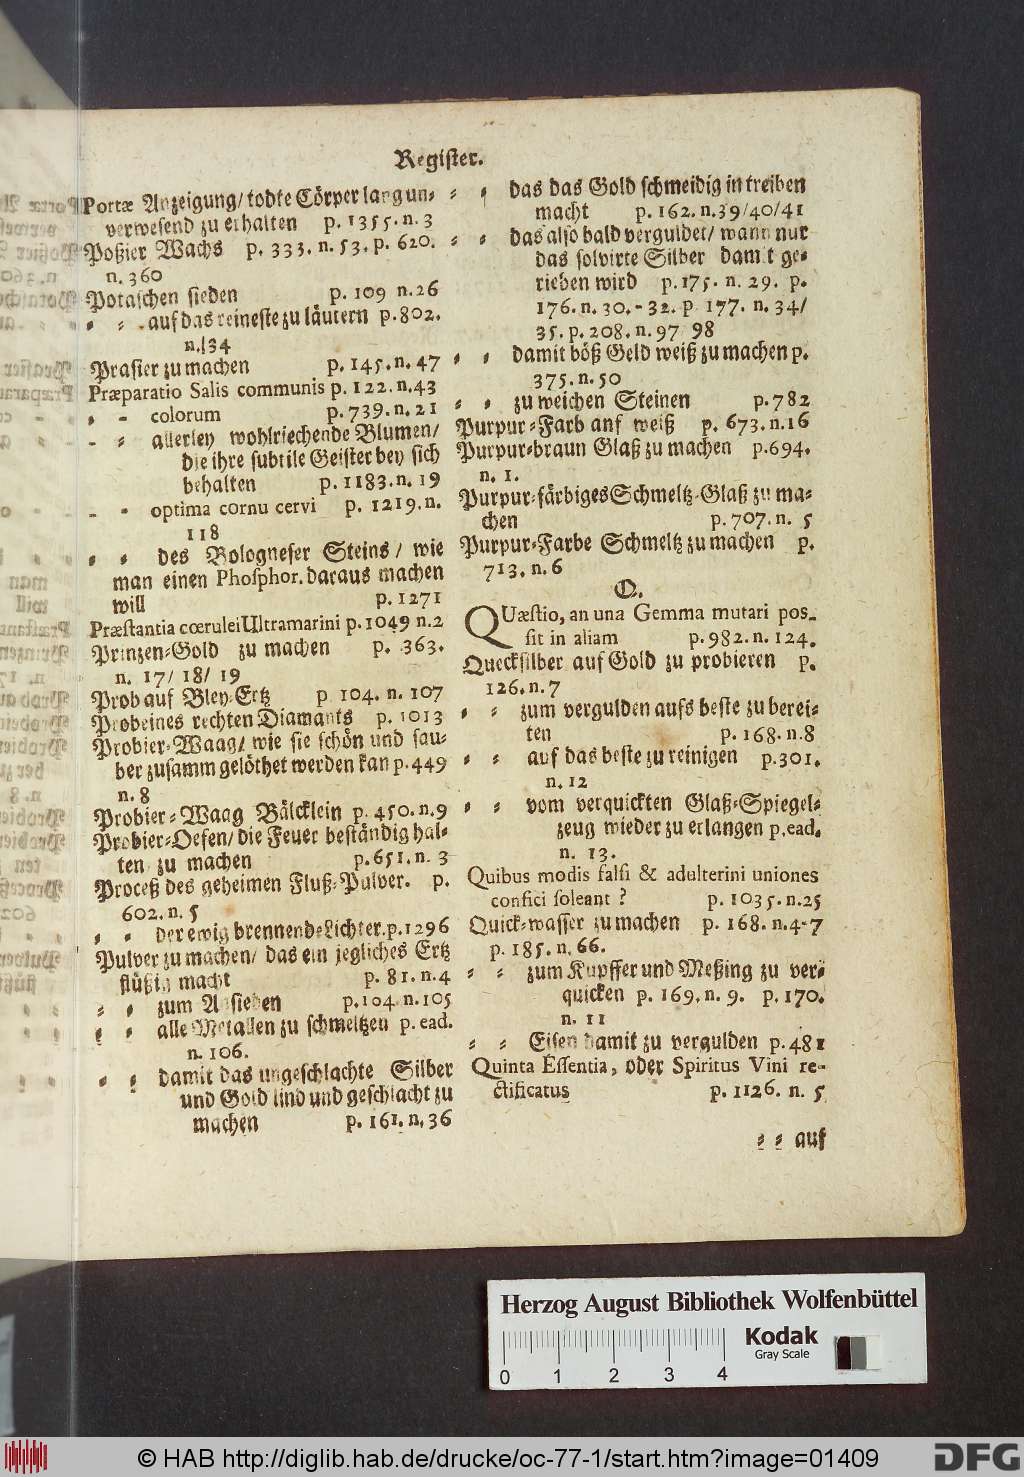 Register.
Portæ Anzeigung/ todte Cörper lang un-
verwesend zu erhalten p. 1355. n. 3
Poßier Wachs p. 333. n. 53. p. 620.
n. 360
Potaschen sieden p. 109 n. 26
⸗ ⸗ auf das reineste zu läutern p. 802.
n. 34
Prasier zu machen p. 145. n. 47
Præparatio Salis communis p. 122. n. 43
⸗ - colorum p. 739. n. 21
- ⸗ allerley wohlriechende Blumen/
die ihre subtile Geister bey sich
behalten p. 1183. n. 19
- - optima cornu cervi p. 1219. n.
118
⸗ ⸗ des Bologneser Steins/ wie
man einen Phosphor. daraus machen
will p. 1271
Præstantia cœrulei Ultramarini p. 1049 n. 2
Prinzen⸗Gold zu machen p. 363.
n. 17/ 18/ 19
Prob auf Bley⸗Ertz p 104. n. 107
Prob eines rechten Diamants p. 1013
Probier⸗Waag/ wie sie schön und sau-
ber zusamm gelöthet werden kan p. 449
n. 8
Probier⸗Waag Bälcklein p. 450. n. 9
Probier⸗Oefen/ die Feuer beständig hal-
ten zu machen p. 651. n. 3
Proceß des geheimen Fluß⸗Pulver. p.
602. n. 5
⸗ ⸗ der ewig brennende Lichter. p. 1296
Pulver zu machen/ das ein jegliches Ertz
flüßig macht p. 81. n. 4
⸗ ⸗ zum Ansieden p. 104 n. 105
⸗ ⸗ alle Metallen zu schmeltzen p. ead.
n. 106.
⸗ ⸗ damit das ungeschlachte Silber
und Gold lind und geschlacht zu
machen p. 161. n. 36
⸗ ⸗ das das Gold schmeidig in treiben
macht p. 162. n. 39/40/41
⸗ ⸗ das also bald verguldet/ wann nur
das solvirte Silber damit ge-
rieben wird p. 175. n. 29. p.
176. n. 30. - 32. p 177. n. 34/
35. p. 208. n. 97 98
⸗ ⸗ damit böß Geld weiß zu machen p.
375. n. 50
⸗ ⸗ zu weichen Steinen p. 782
Purpur⸗Farb auf weiß p. 673. n. 16
Purpur⸗braun Glaß zu machen p. 694.
n. 1.
Purpur⸗färbiges Schmeltz⸗Glaß zu ma-
chen p. 707. n. 5
Purpur⸗Farbe Schmeltz zu machen p.
713. n. 6
Q.
QUæstio, an una Gemma mutari pos-
sit in aliam p. 982. n. 124.
Quecksilber auf Gold zu probieren p.
126. n. 7
⸗ ⸗ zum vergulden aufs beste zu berei-
ten p. 168. n. 8
⸗ ⸗ auf das beste zu reinigen p. 301.
n. 12
⸗ ⸗ vom verquickten Glaß⸗Spiegel-
zeug wieder zu erlangen p. ead.
n. 13.
Quibus modis falsi & adulterini uniones
confici soleant ? p. 1035. n. 25
Quick⸗wasser zu machen p. 168. n. 4-7
p. 185. n. 66.
⸗ ⸗ zum Kupffer und Meßing zu ver-
quicken p. 169. n. 9. p. 170.
n. 11
⸗ ⸗ Eisen damit zu vergulden p. 481
Quinta Essentia, oder Spiritus Vini re-
ctificatus p. 1126. n. 5
⸗ ⸗ auf
Herzog August Bibliothek Wolfenbüttel
Kodak
Gray Scale
0 1 2 3 4
© HAB http://diglib.hab.de/drucke/oc-77-1/start.htm?image=01409
DFG